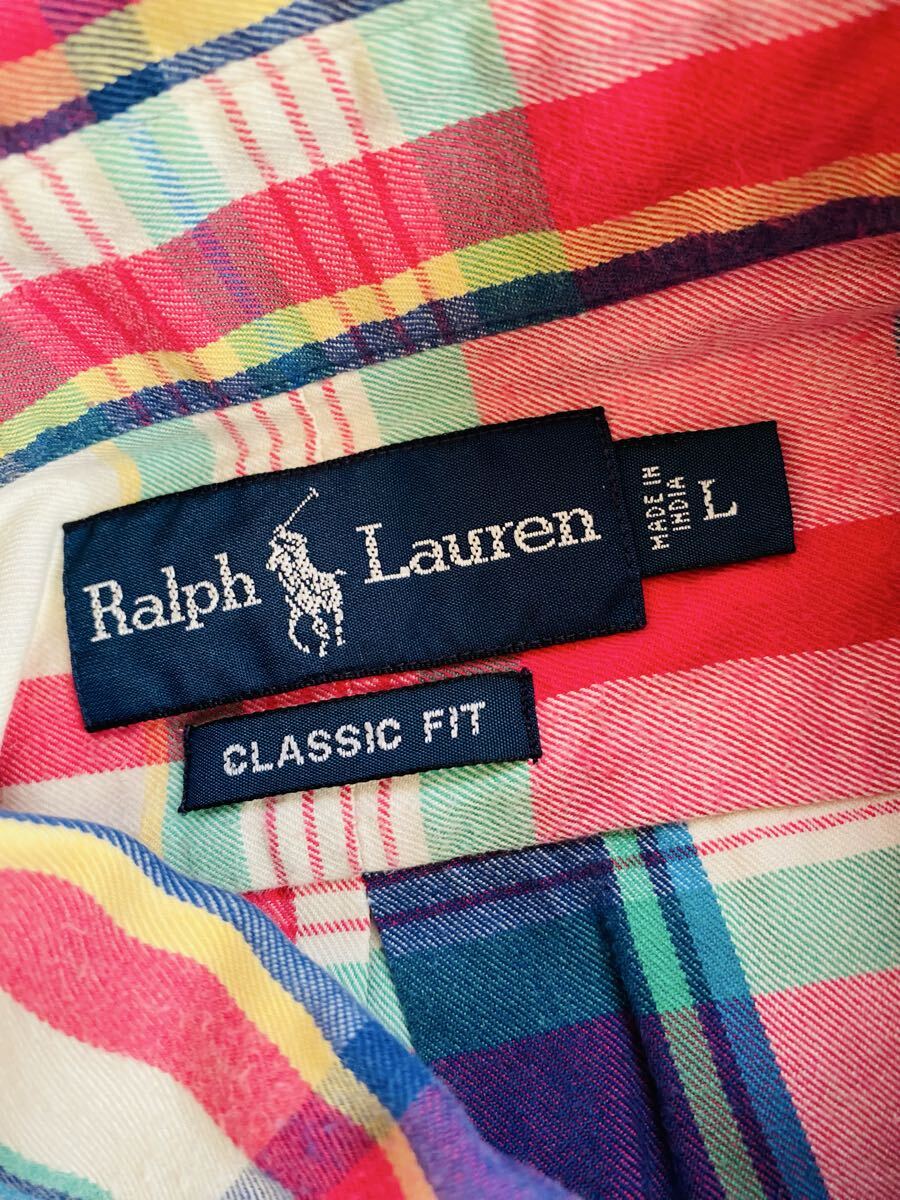 Ralph Lauren
MADE IN
INDIA
L
CLASSIC FIT